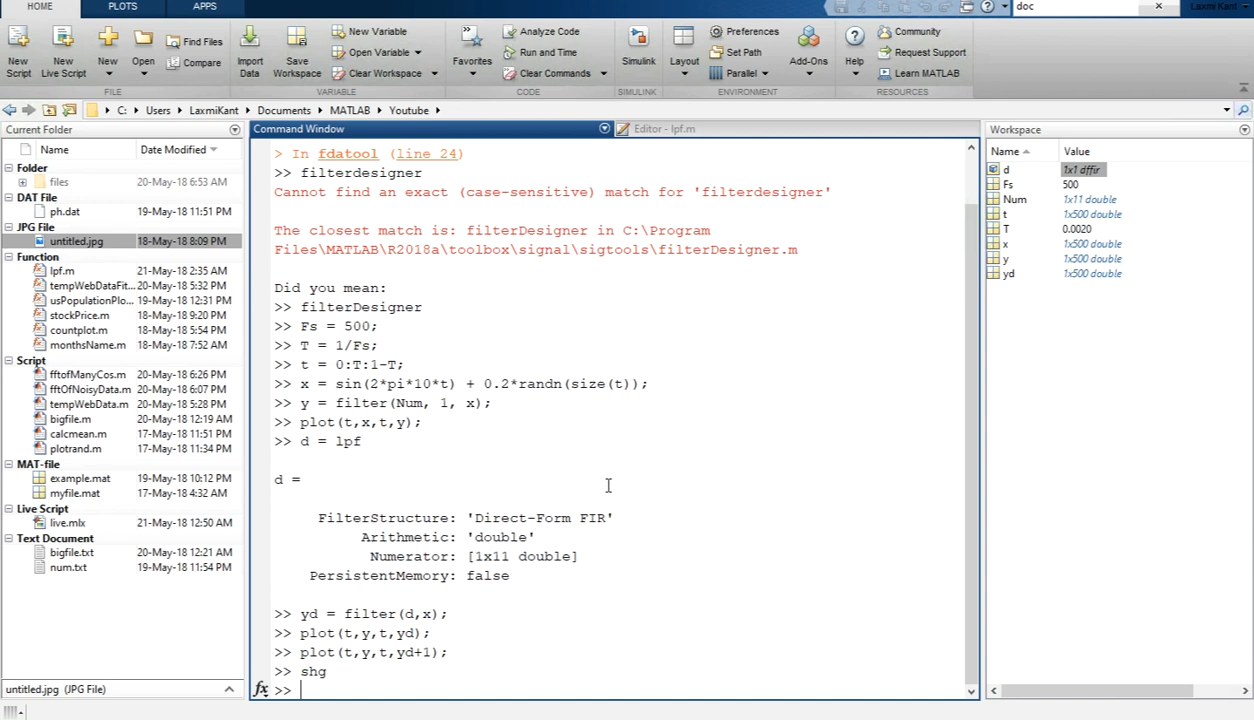 HOME PLOTS APPS doc Laxmi Kant
New Script
New Live Script
New
Open
Find Files
Compare
FILE
Import Data
Save Workspace
New Variable
Open Variable
Clear Workspace
VARIABLE
Favorites
Analyze Code
Run and Time
Clear Commands
CODE
Simulink
SIMULINK
Layout
Preferences
Set Path
Parallel
ENVIRONMENT
Add-Ons
Help
Community
Request Support
Learn MATLAB
RESOURCES
C: Users LaxmiKant Documents MATLAB Youtube
Current Folder
Name Date Modified
Folder
files 20-May-18 6:53 AM
DAT File
ph.dat 19-May-18 11:51 PM
JPG File
untitled.jpg 18-May-18 8:09 PM
Function
lpf.m 21-May-18 2:35 AM
tempWebDataFit... 20-May-18 5:32 PM
usPopulationPlo... 19-May-18 12:31 PM
stockPrice.m 18-May-18 9:20 PM
countplot.m 18-May-18 5:54 PM
monthsName.m 18-May-18 7:52 AM
Script
fftofManyCos.m 20-May-18 6:26 PM
fftOfNoisyData.m 20-May-18 6:07 PM
tempWebData.m 20-May-18 5:28 PM
bigfile.m 20-May-18 12:19 AM
calcmean.m 17-May-18 11:51 PM
plotrand.m 17-May-18 11:34 PM
MAT-file
example.mat 19-May-18 10:12 PM
myfile.mat 17-May-18 4:32 AM
Live Script
live.mlx 21-May-18 12:50 AM
Text Document
bigfile.txt 20-May-18 12:21 AM
num.txt 19-May-18 11:54 PM
untitled.jpg (JPG File)
Command Window
Editor - lpf.m
> In fdatool (line 24)
>> filterdesigner
Cannot find an exact (case-sensitive) match for 'filterdesigner'
The closest match is: filterDesigner in C:\Program
Files\MATLAB\R2018a\toolbox\signal\sigtools\filterDesigner.m
Did you mean:
>> filterDesigner
>> Fs = 500;
>> T = 1/Fs;
>> t = 0:T:1-T;
>> x = sin(2*pi*10*t) + 0.2*randn(size(t));
>> y = filter(Num, 1, x);
>> plot(t,x,t,y);
>> d = lpf
d =
FilterStructure: 'Direct-Form FIR'
Arithmetic: 'double'
Numerator: [1x11 double]
PersistentMemory: false
>> yd = filter(d,x);
>> plot(t,y,t,yd);
>> plot(t,y,t,yd+1);
>> shg
fx >>
Workspace
Name Value
d 1x1 dffir
Fs 500
Num 1x11 double
t 1x500 double
T 0.0020
x 1x500 double
y 1x500 double
yd 1x500 double